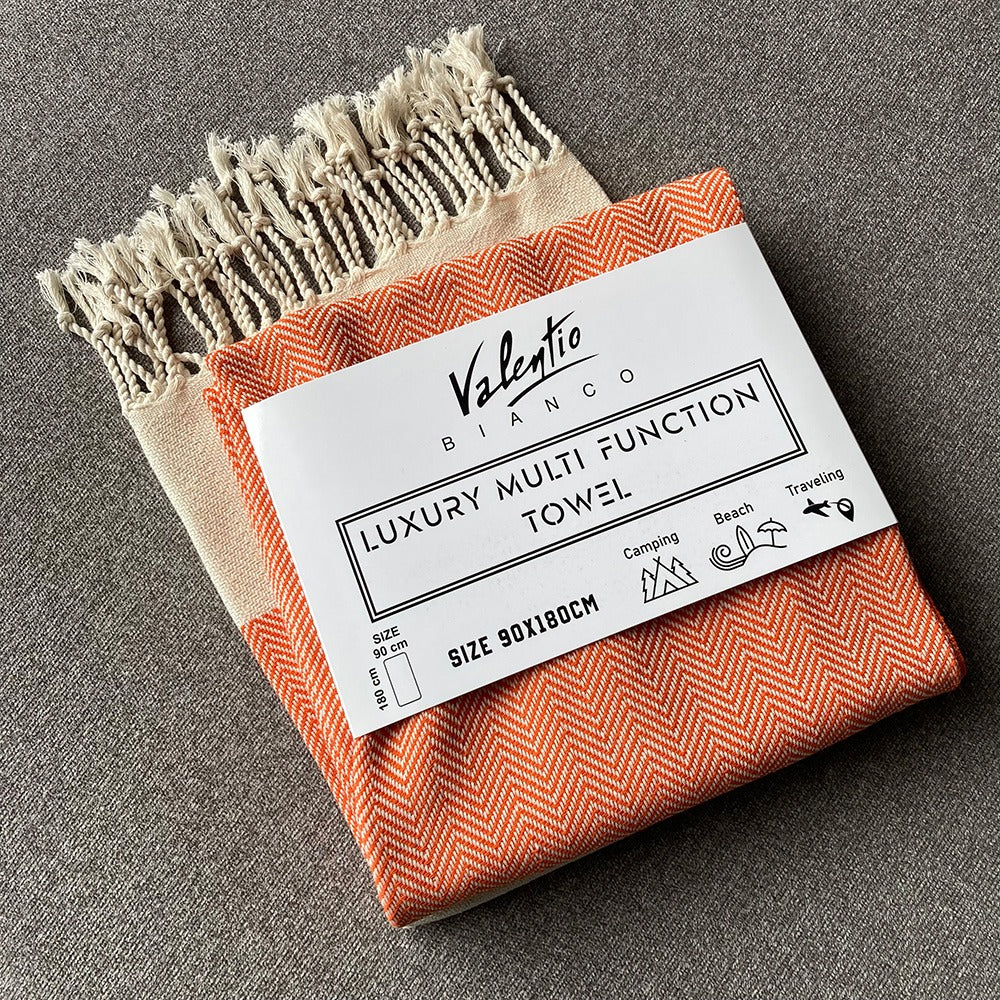 Valentio
BIANCO
LUXURY MULTI FUNCTION
TOWEL
Camping
Beach
Traveling
SIZE
90 cm
180 cm
SIZE 90X180CM